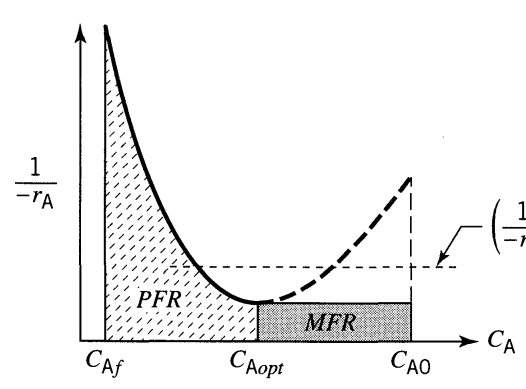 1
-r_A
(1
-r
PFR
MFR
C_A
C_Af
C_Aopt
C_A0